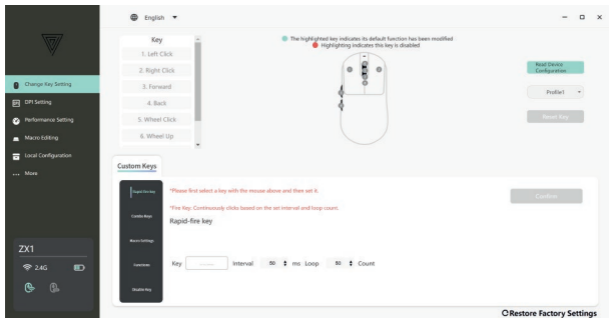 English
Key
1. Left Click
2. Right Click
3. Forward
4. Back
5. Wheel Click
6. Wheel Up
The highlighted key indicates its default function has been modified
Highlighting indicates this key is disabled
Read Device
Configuration
Profile1
Reset Key
Change Key Setting
DPI Setting
Performance Setting
Macro Editing
Local Configuration
... More
ZX1
2.4G
Custom Keys
Rapid-fire key
Combo Keys
Macro Settings
Functions
Disable Key
*Please first select a key with the mouse above and then set it.
*Fire Key: Continuously clicks based on the set interval and loop count.
Rapid-fire key
Confirm
Key ........ Interval 50 ms Loop 50 Count
Restore Factory Settings